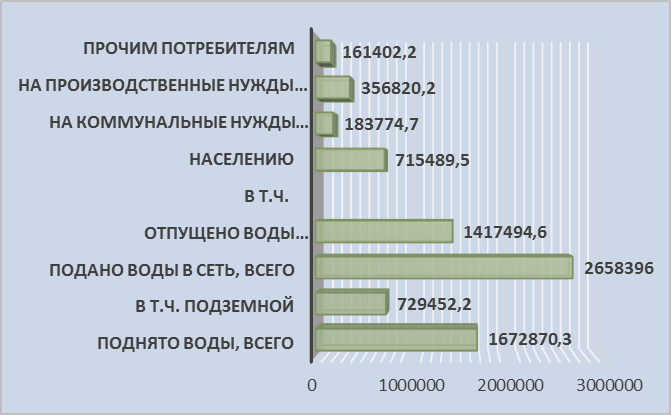 ПРОЧИМ ПОТРЕБИТЕЛЯМ 161402,2
НА ПРОИЗВОДСТВЕННЫЕ НУЖДЫ... 356820,2
НА КОММУНАЛЬНЫЕ НУЖДЫ... 183774,7
НАСЕЛЕНИЮ 715489,5
В Т.Ч.
ОТПУЩЕНО ВОДЫ... 1417494,6
ПОДАНО ВОДЫ В СЕТЬ, ВСЕГО 2658396
В Т.Ч. ПОДЗЕМНОЙ 729452,2
ПОДНЯТО ВОДЫ, ВСЕГО 1672870,3
0 1000000 2000000 3000000